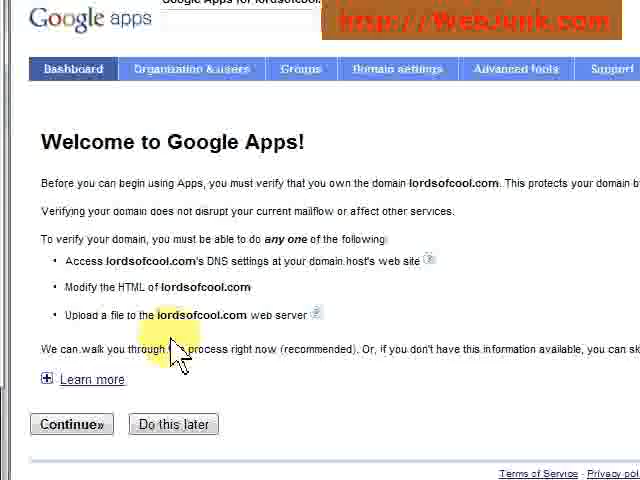 Google apps
Google Apps for lordsofcool.
http://WebJunk.com
Dashboard Organization & users Groups Domain settings Advanced tools Support
Welcome to Google Apps!
Before you can begin using Apps, you must verify that you own the domain lordsofcool.com. This protects your domain b
Verifying your domain does not disrupt your current mailflow or affect other services.
To verify your domain, you must be able to do any one of the following:
• Access lordsofcool.com's DNS settings at your domain host's web site ?
• Modify the HTML of lordsofcool.com
• Upload a file to the lordsofcool.com web server ?
We can walk you through process right now (recommended). Or, if you don't have this information available, you can sk
Learn more
Continue» Do this later
Terms of Service - Privacy pol